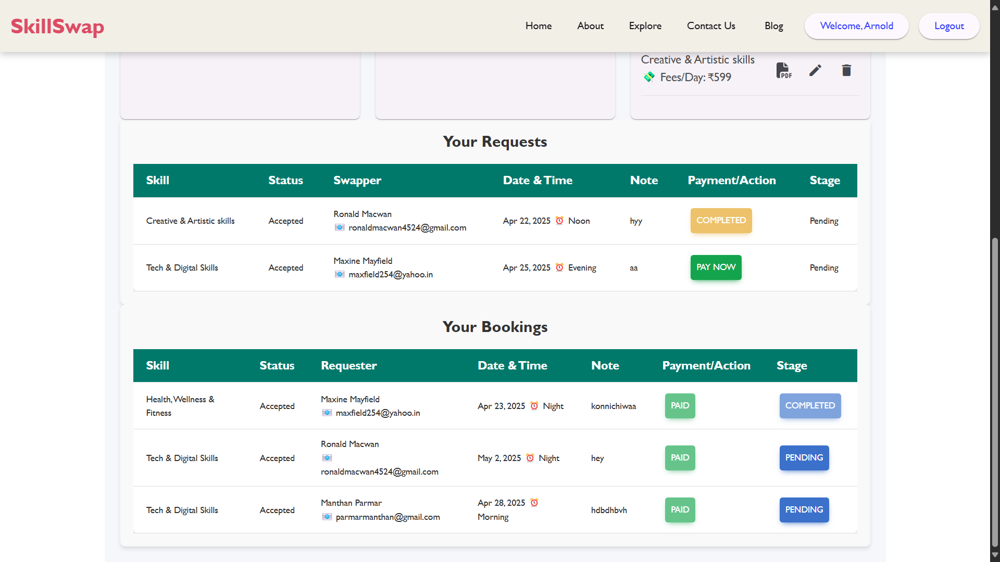 SkillSwap
Home About Explore Contact Us Blog Welcome, Arnold Logout
Creative & Artistic skills
Fees/Day: ₹599
PDF
Your Requests
Skill Status Swapper Date & Time Note Payment/Action Stage
Creative & Artistic skills Accepted Ronald Macwan Apr 22, 2025 Noon hyy COMPLETED Pending
ronaldmacwan4524@gmail.com
Tech & Digital Skills Accepted Maxine Mayfield Apr 25, 2025 Evening aa PAY NOW Pending
maxfield254@yahoo.in
Your Bookings
Skill Status Requester Date & Time Note Payment/Action Stage
Health, Wellness &
Fitness Accepted Maxine Mayfield Apr 23, 2025 Night konnichiwaa PAID COMPLETED
maxfield254@yahoo.in
Tech & Digital Skills Accepted Ronald Macwan May 2, 2025 Night hey PAID PENDING
ronaldmacwan4524@gmail.com
Tech & Digital Skills Accepted Manthan Parmar Apr 28, 2025
Morning hdbdhbvh PAID PENDING
parmarmanthan@gmail.com